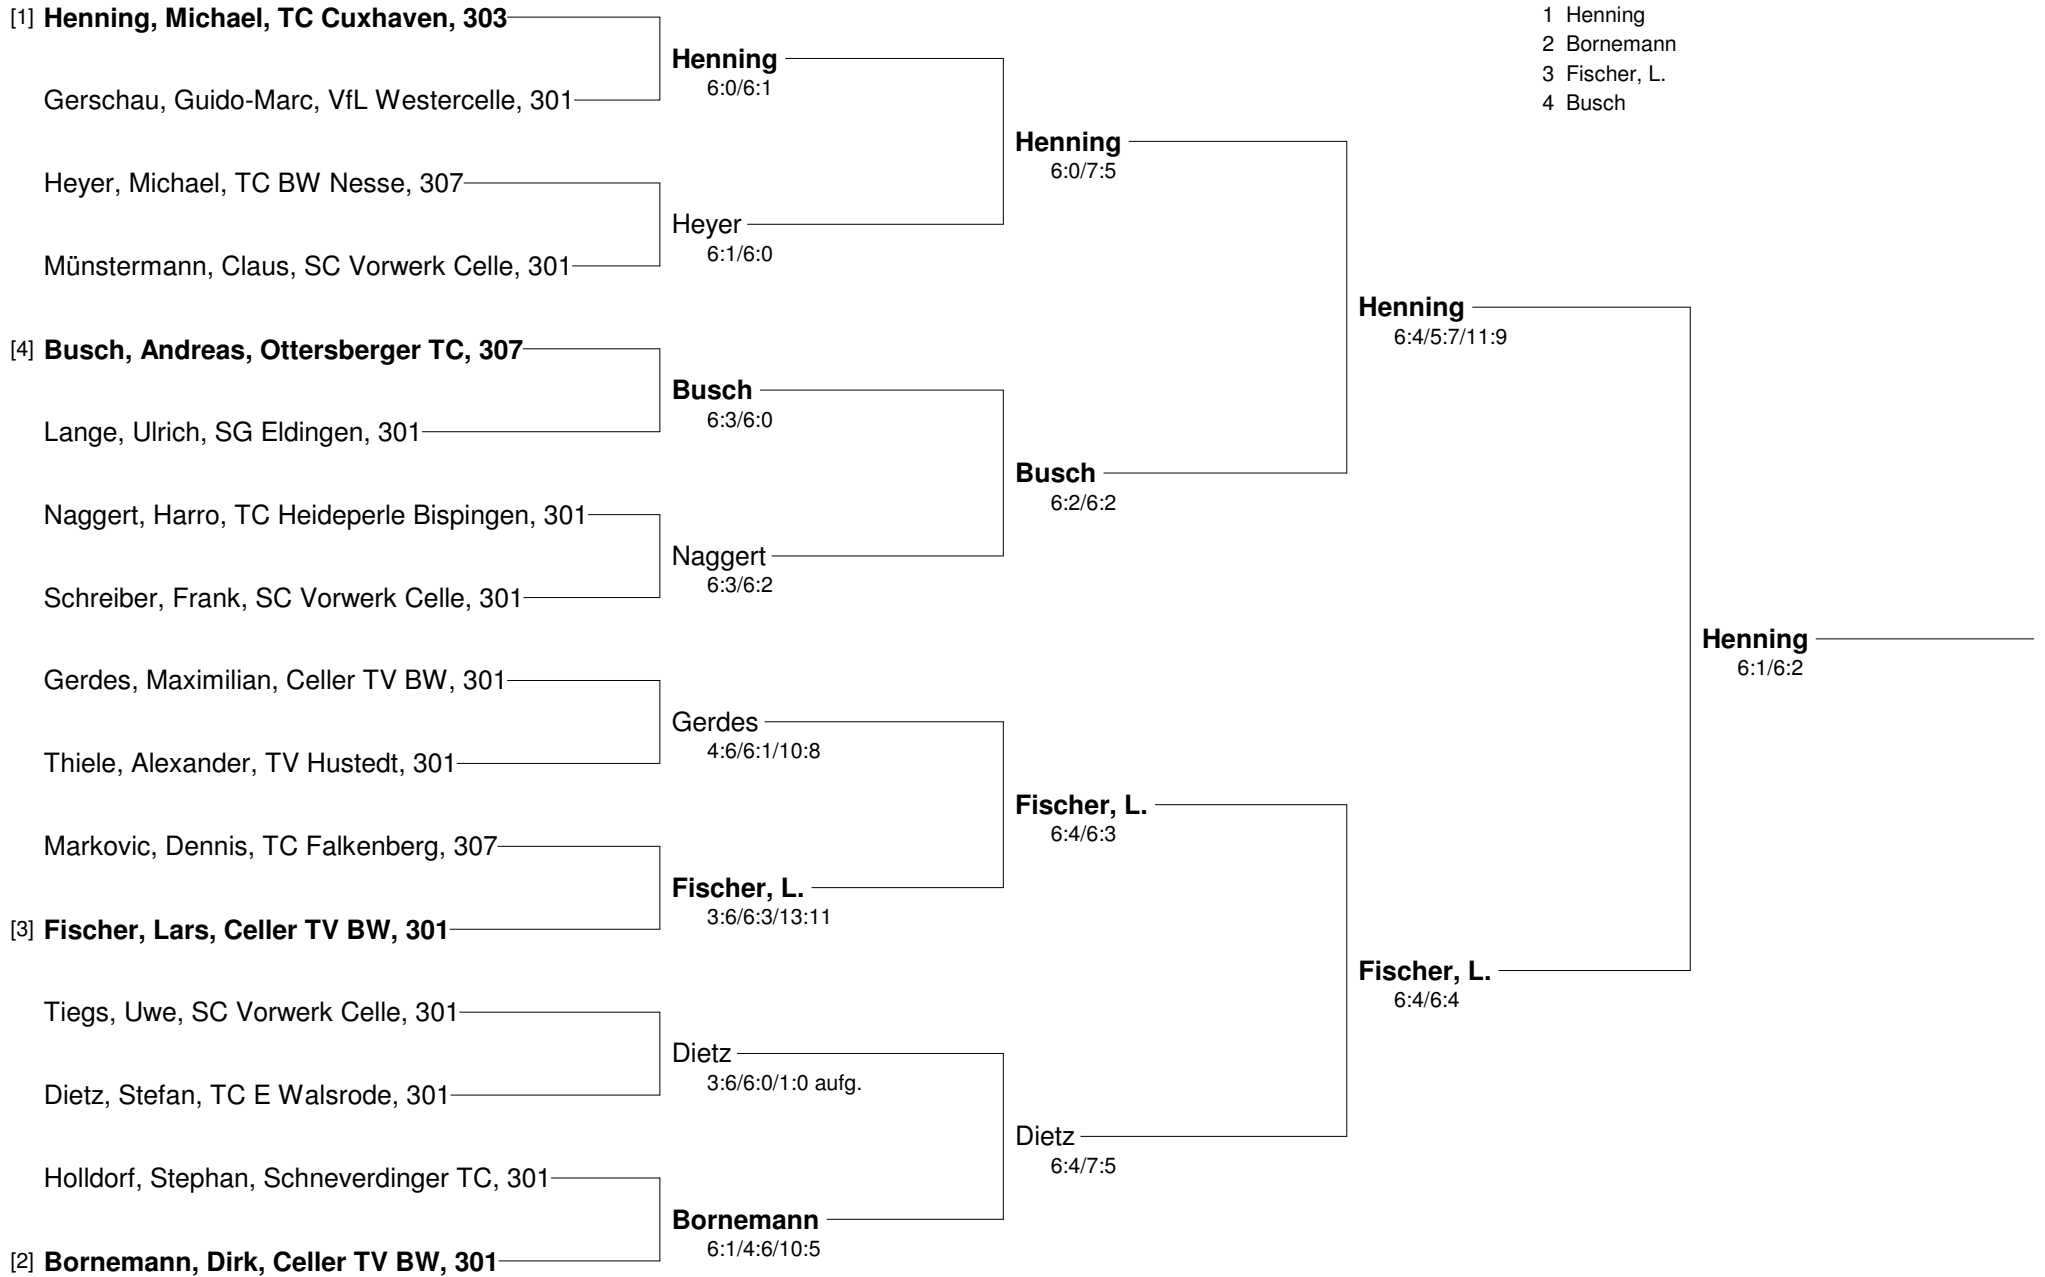 [1] Henning, Michael, TC Cuxhaven, 303
Gerschau, Guido-Marc, VfL Westercelle, 301
Heyer, Michael, TC BW Nesse, 307
Münstermann, Claus, SC Vorwerk Celle, 301
[4] Busch, Andreas, Ottersberger TC, 307
Lange, Ulrich, SG Eldingen, 301
Naggert, Harro, TC Heideperle Bispingen, 301
Schreiber, Frank, SC Vorwerk Celle, 301
Gerdes, Maximilian, Celler TV BW, 301
Thiele, Alexander, TV Hustedt, 301
Markovic, Dennis, TC Falkenberg, 307
[3] Fischer, Lars, Celler TV BW, 301
Tiegs, Uwe, SC Vorwerk Celle, 301
Dietz, Stefan, TC E Walsrode, 301
Holldorf, Stephan, Schneverdinger TC, 301
[2] Bornemann, Dirk, Celler TV BW, 301
Henning
6:0/6:1
Heyer
6:1/6:0
Busch
6:3/6:0
Naggert
6:3/6:2
Gerdes
4:6/6:1/10:8
Fischer, L.
3:6/6:3/13:11
Dietz
3:6/6:0/1:0 aufg.
Bornemann
6:1/4:6/10:5
Henning
6:0/7:5
Busch
6:2/6:2
Fischer, L.
6:4/6:3
Dietz
6:4/7:5
Henning
6:4/5:7/11:9
Fischer, L.
6:4/6:4
Henning
6:1/6:2
1 Henning
2 Bornemann
3 Fischer, L.
4 Busch